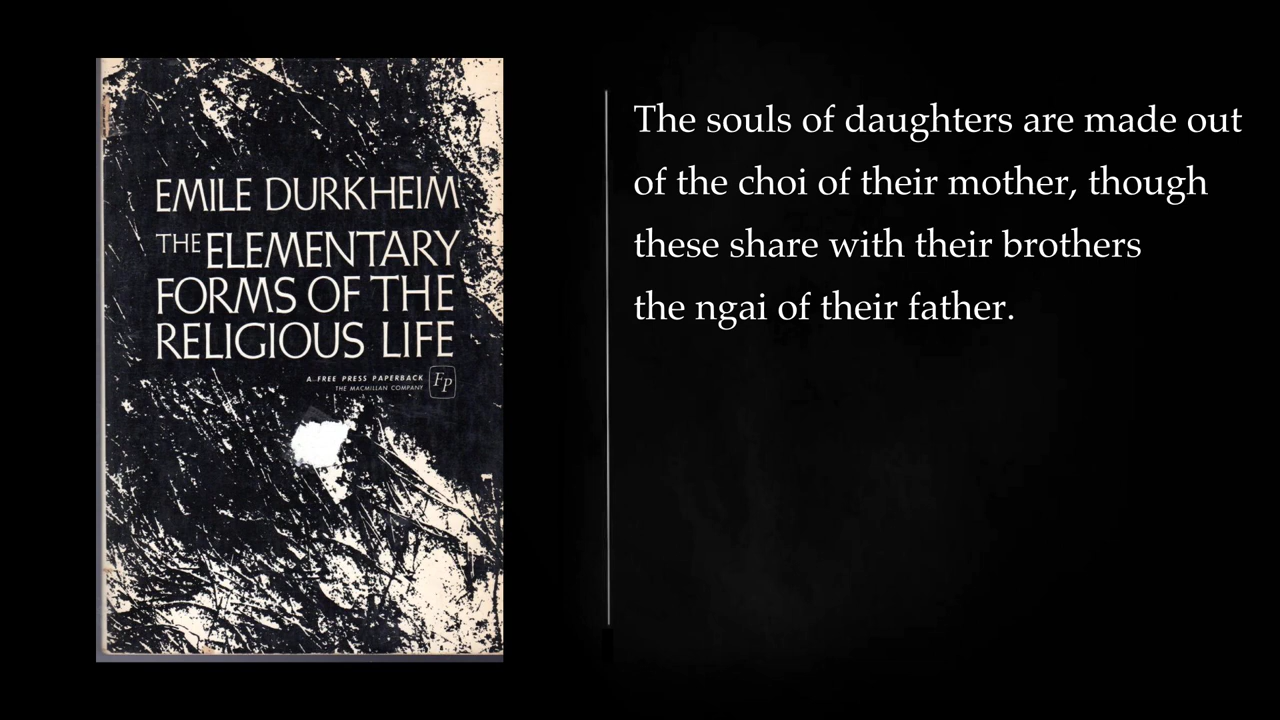 EMILE DURKHEIM
THE ELEMENTARY
FORMS OF THE
RELIGIOUS LIFE
A FREE PRESS PAPERBACK
THE MACMILLAN COMPANY
FP
The souls of daughters are made out
of the choi of their mother, though
these share with their brothers
the ngai of their father.